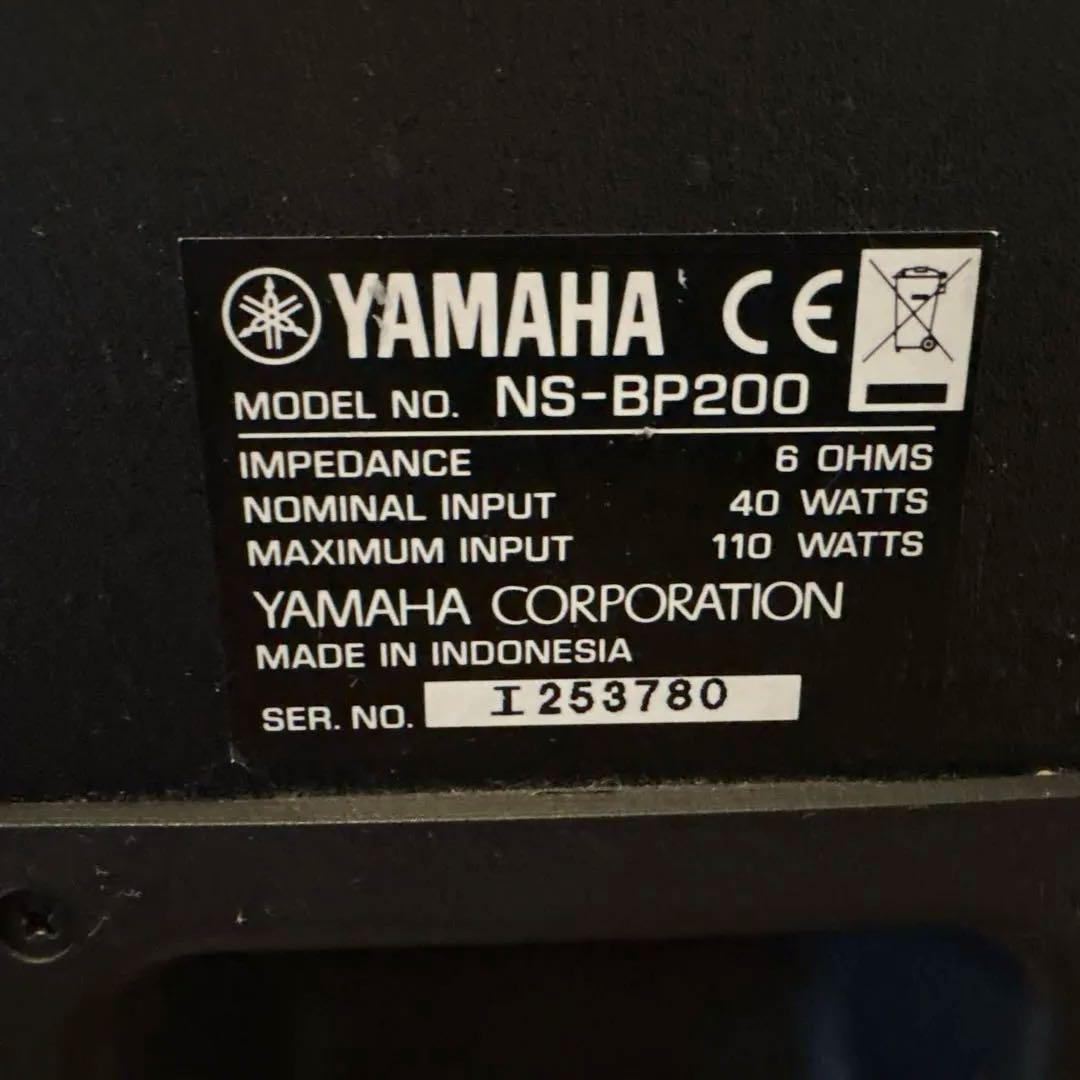 YAMAHA CE
MODEL NO. NS-BP200
IMPEDANCE 6 OHMS
NOMINAL INPUT 40 WATTS
MAXIMUM INPUT 110 WATTS
YAMAHA CORPORATION
MADE IN INDONESIA
SER. NO. I253780